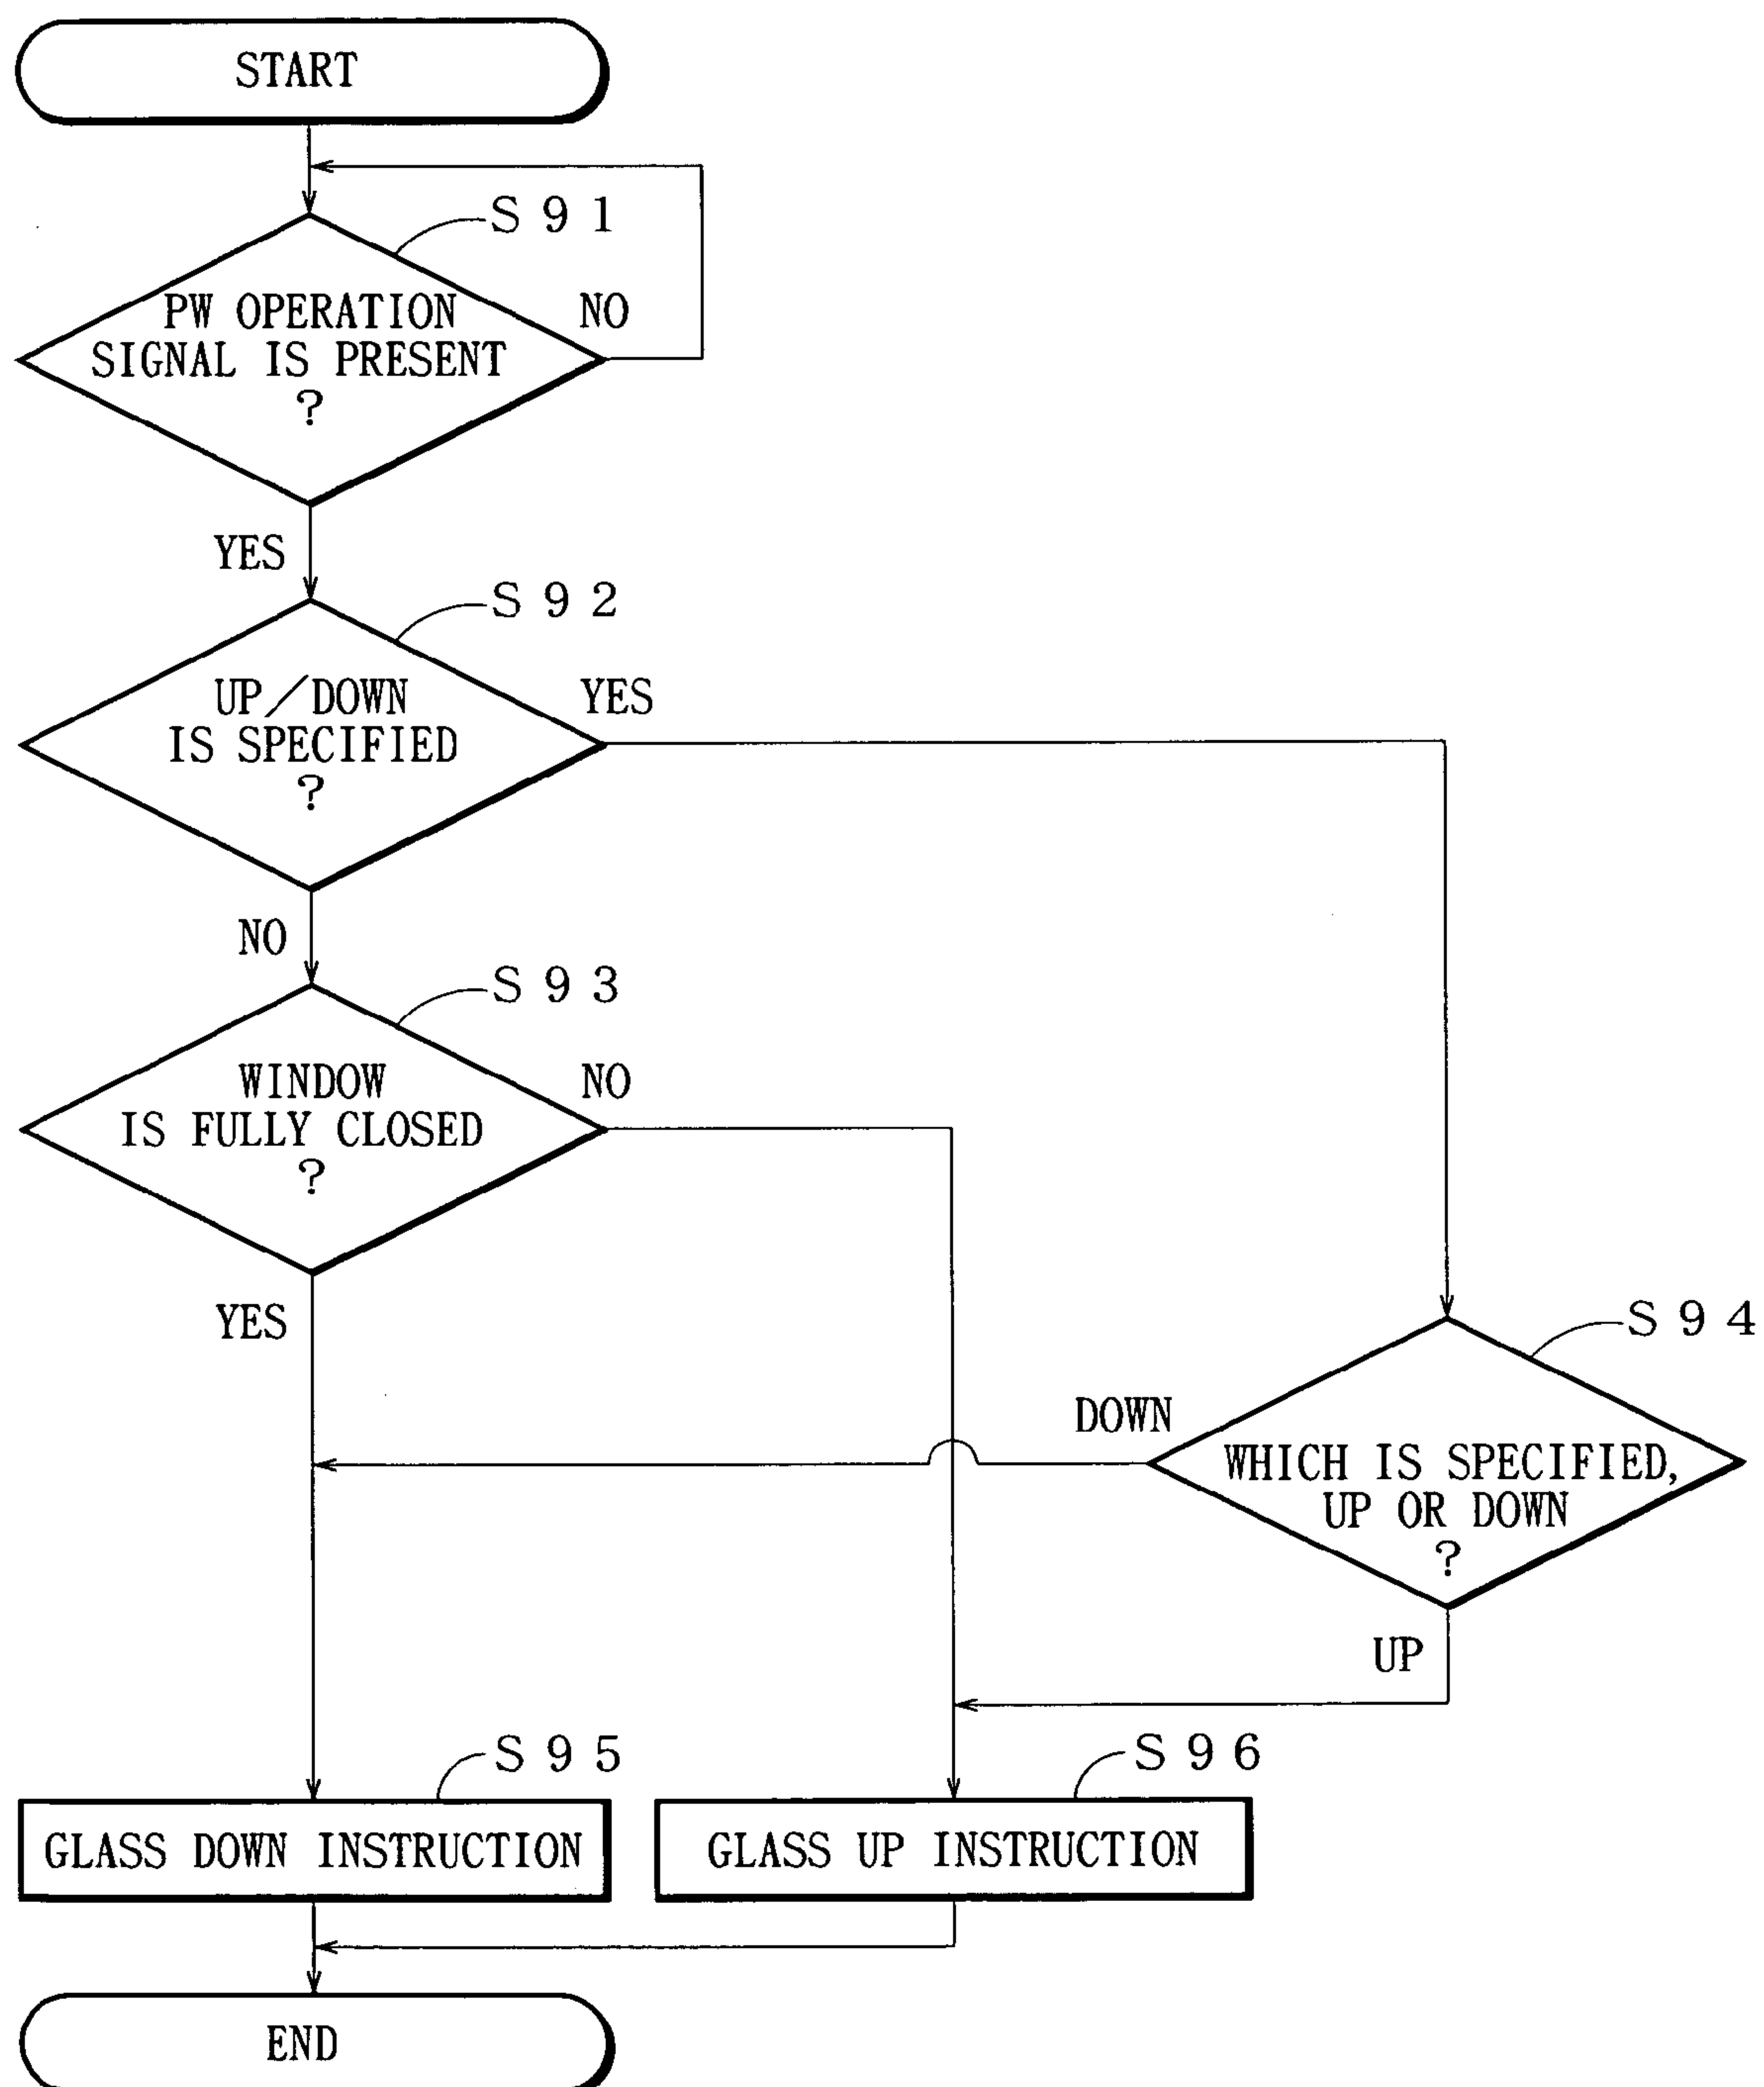 START
S91
PW OPERATION
SIGNAL IS PRESENT
?
NO
YES
S92
UP/DOWN
IS SPECIFIED
?
YES
NO
S93
WINDOW
IS FULLY CLOSED
?
NO
YES
S94
DOWN
WHICH IS SPECIFIED,
UP OR DOWN
?
UP
S95
S96
GLASS DOWN INSTRUCTION
GLASS UP INSTRUCTION
END